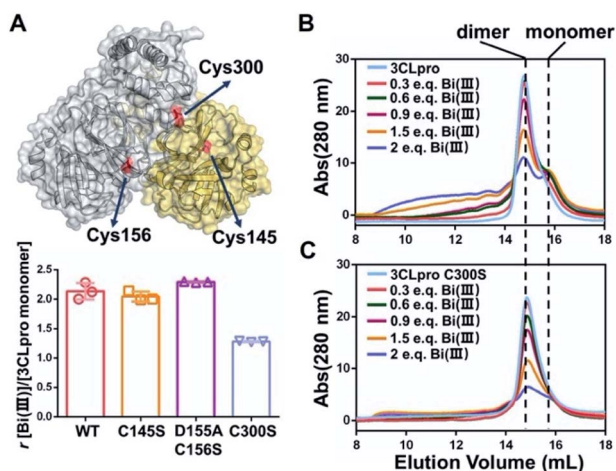 A
Cys300
Cys156
Cys145
r [Bi(Ⅲ)]/[3CLpro monomer]
2.5
2.0
1.5
1.0
0.5
0.0
WT
C145S
D155A
C156S
C300S
B
dimer
monomer
Abs(280 nm)
30
20
10
0
3CLpro
0.3 e.q. Bi(Ⅲ)
0.6 e.q. Bi(Ⅲ)
0.9 e.q. Bi(Ⅲ)
1.5 e.q. Bi(Ⅲ)
2 e.q. Bi(Ⅲ)
8 10 12 14 16 18
C
Abs(280 nm)
30
20
10
0
3CLpro C300S
0.3 e.q. Bi(Ⅲ)
0.6 e.q. Bi(Ⅲ)
0.9 e.q. Bi(Ⅲ)
1.5 e.q. Bi(Ⅲ)
2 e.q. Bi(Ⅲ)
8 10 12 14 16 18
Elution Volume (mL)